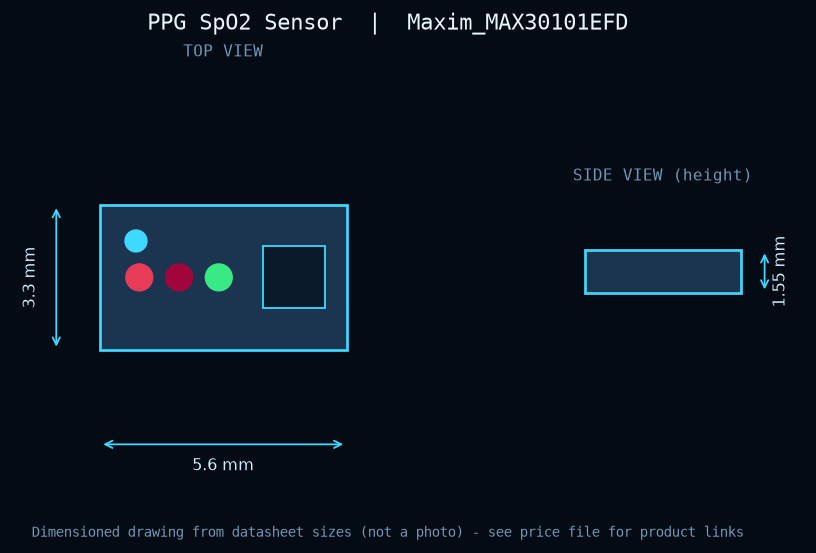 PPG SpO2 Sensor | Maxim_MAX30101EFD
TOP VIEW
SIDE VIEW (height)
3.3 mm
1.55 mm
5.6 mm
Dimensioned drawing from datasheet sizes (not a photo) - see price file for product links